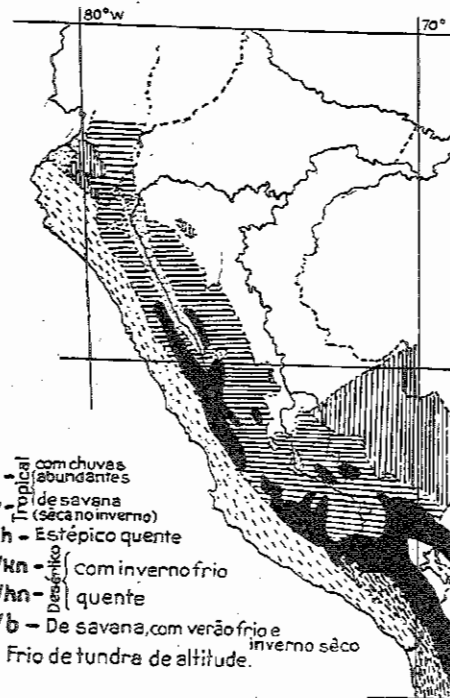 80°W
70°
Tropical
- com chuvas
abundantes
- de savana
(sêca no inverno)
h - Estépico quente
Desértico
/kn - com inverno frio
/hn - quente
/b - De savana, com verão frio e
inverno sêco
Frio de tundra de altitude.